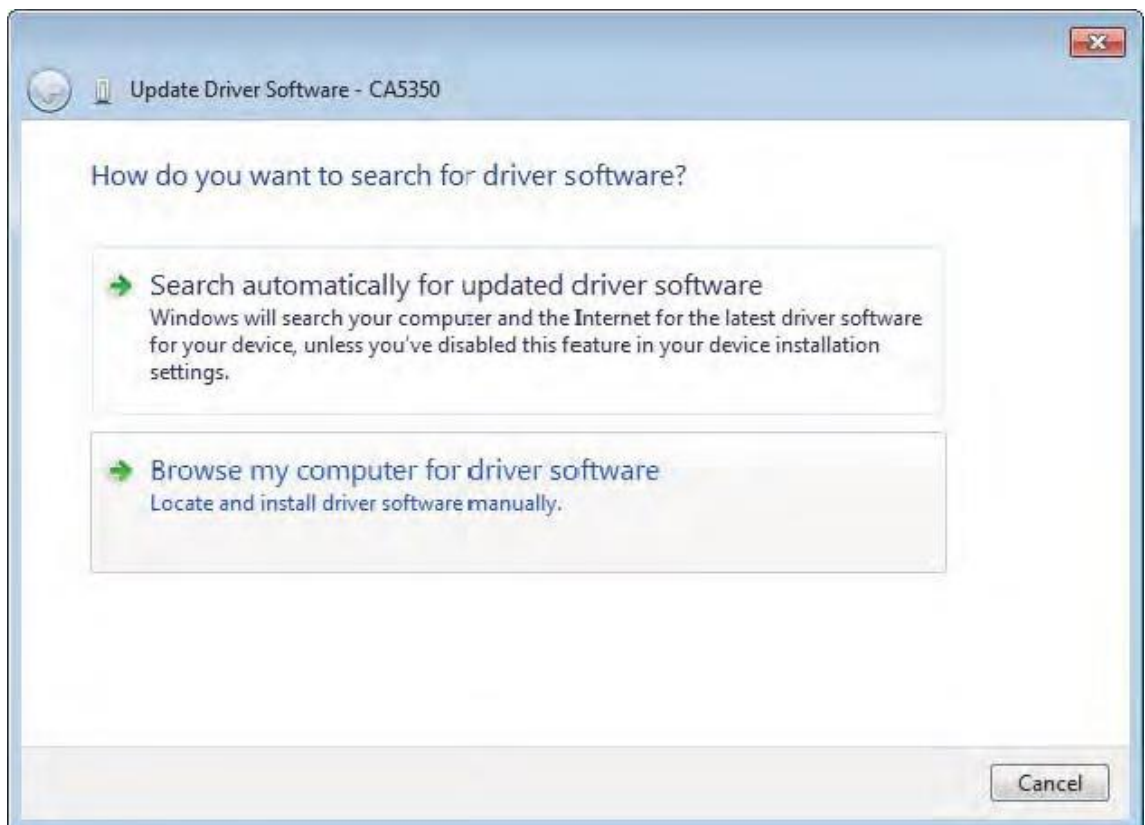 Update Driver Software - CA5350
How do you want to search for driver software?
Search automatically for updated driver software
Windows will search your computer and the Internet for the latest driver software
for your device, unless you've disabled this feature in your device installation
settings.
Browse my computer for driver software
Locate and install driver software manually.
Cancel